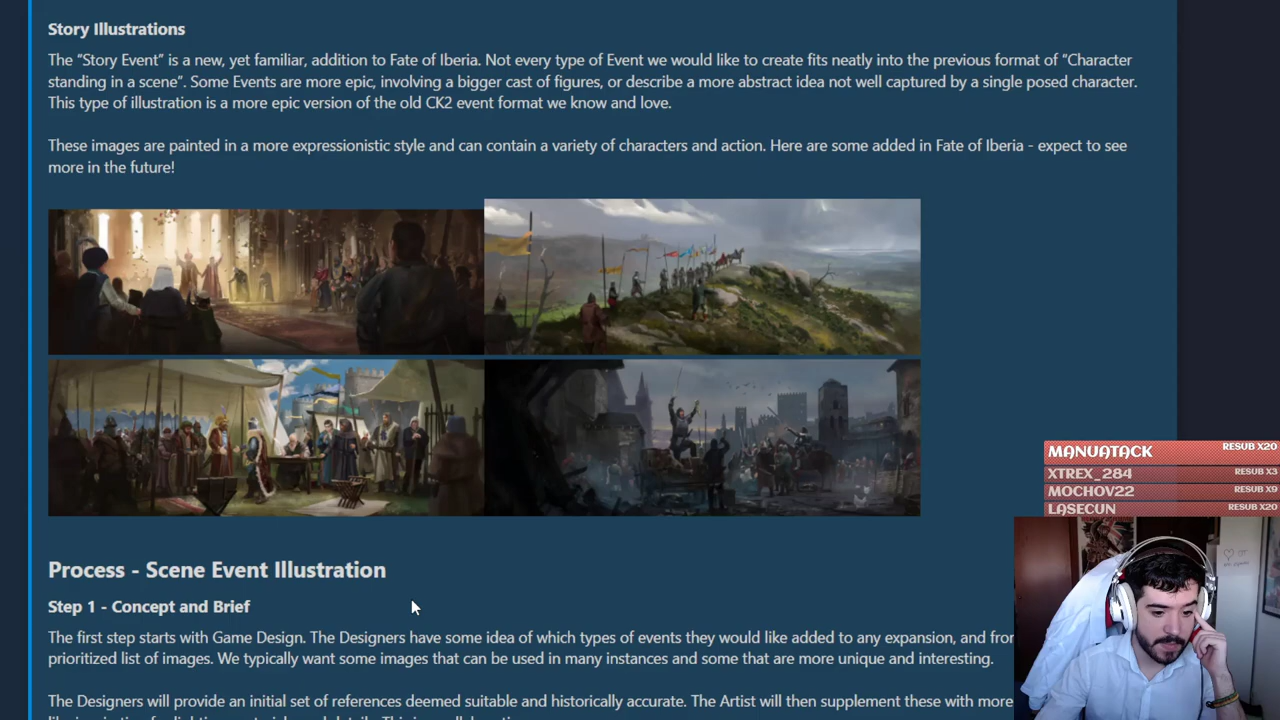 Story Illustrations
The “Story Event” is a new, yet familiar, addition to Fate of Iberia. Not every type of Event we would like to create fits neatly into the previous format of “Character
standing in a scene”. Some Events are more epic, involving a bigger cast of figures, or describe a more abstract idea not well captured by a single posed character.
This type of illustration is a more epic version of the old CK2 event format we know and love.
These images are painted in a more expressionistic style and can contain a variety of characters and action. Here are some added in Fate of Iberia - expect to see
more in the future!
MANUATACK RESUB X20
XTREX_284 RESUB X3
MOCHOV22 RESUB X9
LASECUN RESUB X20
Process - Scene Event Illustration
Step 1 - Concept and Brief
The first step starts with Game Design. The Designers have some idea of which types of events they would like added to any expansion, and
prioritized list of images. We typically want some images that can be used in many instances and some that are more unique and interesting.
The Designers will provide an initial set of references deemed suitable and historically accurate. The Artist will then supplement these with more